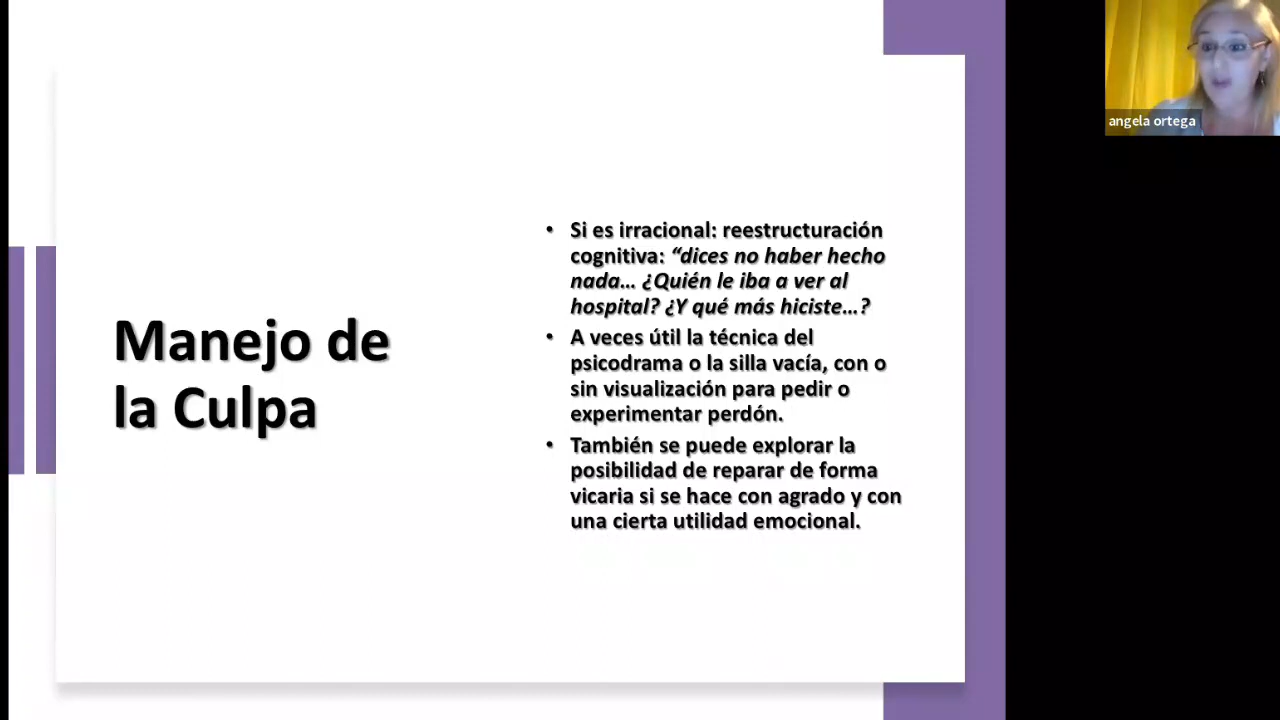 Manejo de
la Culpa
• Si es irracional: reestructuración
cognitiva: “dices no haber hecho
nada… ¿Quién le iba a ver al
hospital? ¿Y qué más hiciste…?
• A veces útil la técnica del
psicodrama o la silla vacía, con o
sin visualización para pedir o
experimentar perdón.
• También se puede explorar la
posibilidad de reparar de forma
vicaria si se hace con agrado y con
una cierta utilidad emocional.
angela ortega